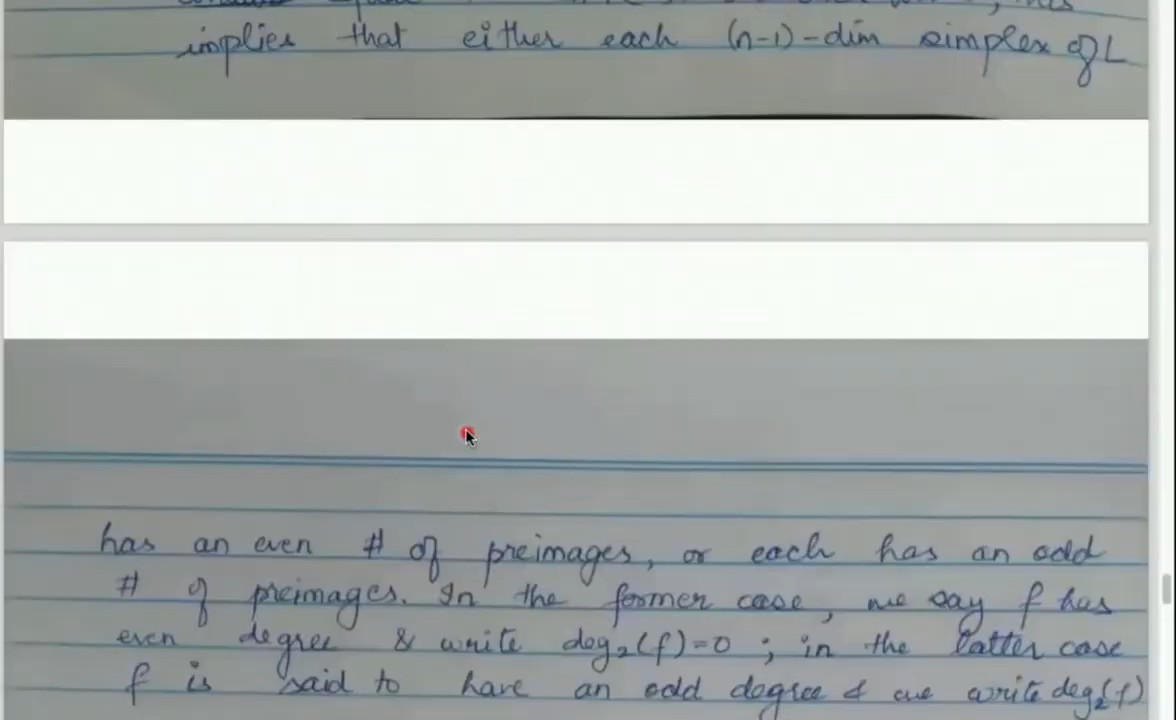 implies that either each (n-1)-dim simplex of L
has an even # of preimages, or each has an odd
# of preimages. In the former case, we say f has
even degree & write deg₂(f)=0 ; in the latter case
f is said to have an odd degree & we write deg₂(f)